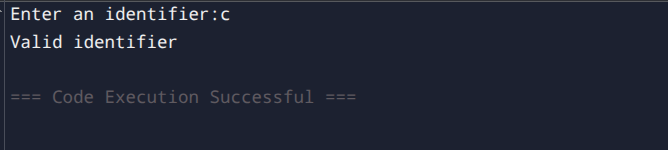 Enter an identifier:c
Valid identifier
=== Code Execution Successful ===